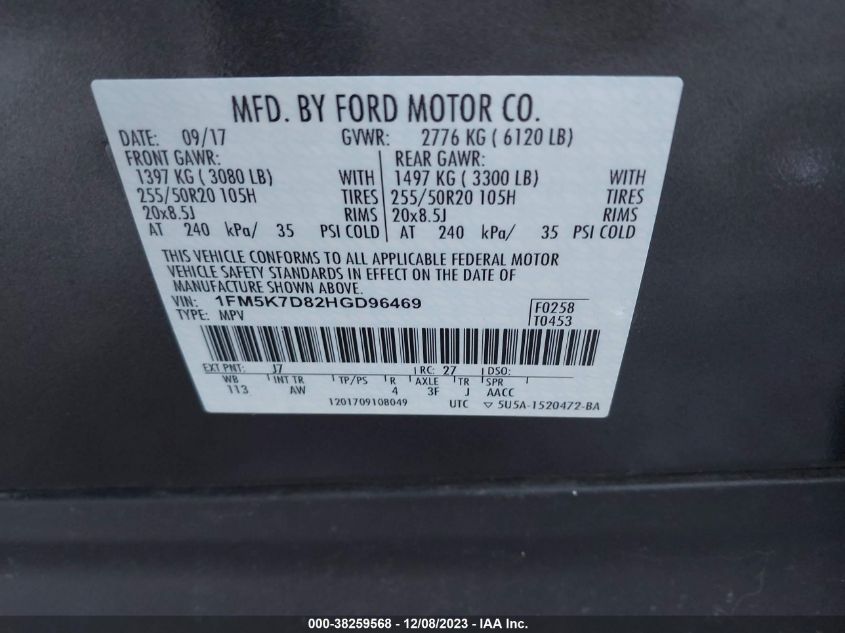 MFD. BY FORD MOTOR CO.
DATE: 09/17 GVWR: 2776 KG ( 6120 LB)
FRONT GAWR: REAR GAWR:
1397 KG ( 3080 LB) WITH 1497 KG ( 3300 LB) WITH
255/50R20 105H TIRES 255/50R20 105H TIRES
20x8.5J RIMS 20x8.5J RIMS
AT 240 kPa/ 35 PSI COLD AT 240 kPa/ 35 PSI COLD
THIS VEHICLE CONFORMS TO ALL APPLICABLE FEDERAL MOTOR
VEHICLE SAFETY STANDARDS IN EFFECT ON THE DATE OF
MANUFACTURE SHOWN ABOVE.
VIN: 1FM5K7D82HGD96469 F0258
TYPE: MPV T0453
EXT PNT: J7 RC: 27 DSO:
WB INT TR TP/PS R AXLE TR SPR
113 AW 4 3F J AACC
1201709108049 UTC ▽ 5U5A-1520472-BA
000-38259568 - 12/08/2023 - IAA Inc.